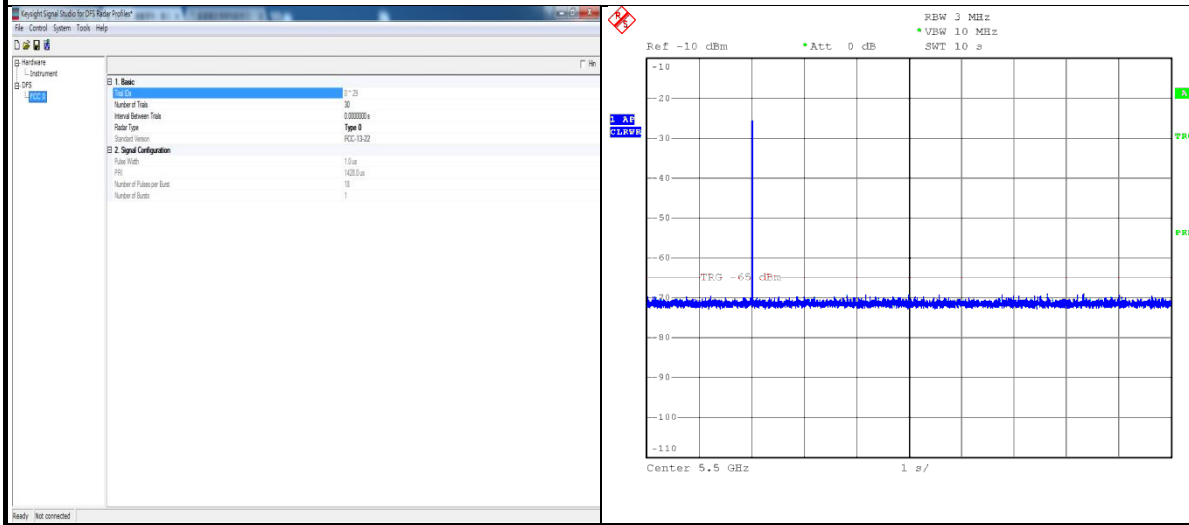 Keysight Signal Studio for DFS Radar Profiles*
File Control System Tools Help
Hardware
Instrument
DFS
FCC 0
1. Basic
Trial IDs 0 ~ 29
Number of Trials 30
Interval Between Trials 0.0000000 s
Radar Type Type 0
Standard Version FCC-13-22
2. Signal Configuration
Pulse Width 1.0 us
PRI 1428.0 us
Number of Pulses per Burst 18
Number of Bursts 1
Ready Not connected
R S
RBW 3 MHz
*VBW 10 MHz
Ref -10 dBm *Att 0 dB SWT 10 s
-10
A
-20
1 AP
CLRWR
TRG
-30
-40
-50
-60
TRG -65 dBm
-70
-80
-90
-100
-110
Center 5.5 GHz 1 s/